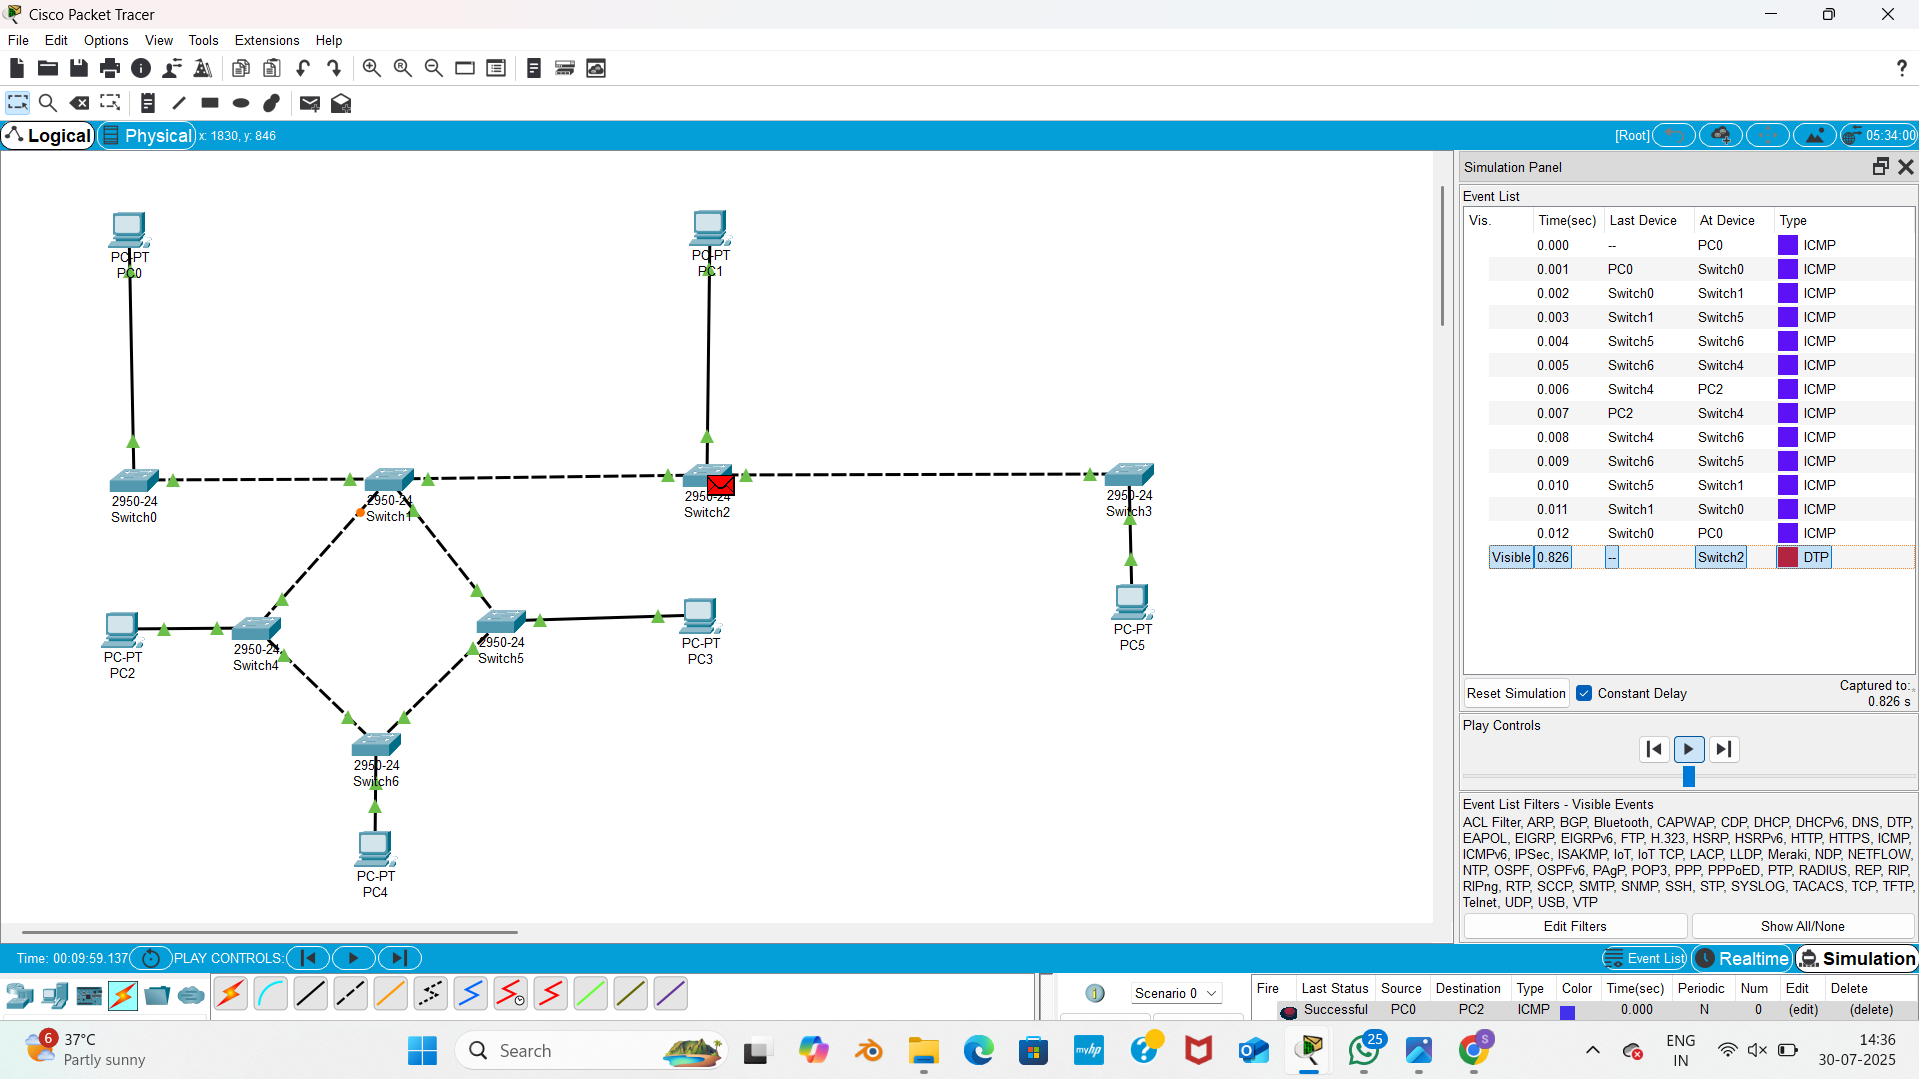 Cisco Packet Tracer
File Edit Options View Tools Extensions Help
?
Logical Physical x: 1830, y: 846 [Root] 05:34:00
PC-PT
PC0
PC-PT
PC1
2950-24
Switch0
2950-24
Switch1
2950-24
Switch2
2950-24
Switch3
PC-PT
PC2
2950-24
Switch4
2950-24
Switch5
PC-PT
PC3
PC-PT
PC5
2950-24
Switch6
PC-PT
PC4
Simulation Panel
Event List
Vis. Time(sec) Last Device At Device Type
0.000 -- PC0 ICMP
0.001 PC0 Switch0 ICMP
0.002 Switch0 Switch1 ICMP
0.003 Switch1 Switch5 ICMP
0.004 Switch5 Switch6 ICMP
0.005 Switch6 Switch4 ICMP
0.006 Switch4 PC2 ICMP
0.007 PC2 Switch4 ICMP
0.008 Switch4 Switch6 ICMP
0.009 Switch6 Switch5 ICMP
0.010 Switch5 Switch1 ICMP
0.011 Switch1 Switch0 ICMP
0.012 Switch0 PC0 ICMP
Visible 0.826 -- Switch2 DTP
Reset Simulation Constant Delay Captured to:
0.826 s
Play Controls
Event List Filters - Visible Events
ACL Filter, ARP, BGP, Bluetooth, CAPWAP, CDP, DHCP, DHCPv6, DNS, DTP,
EAPOL, EIGRP, EIGRPv6, FTP, H.323, HSRP, HSRPv6, HTTP, HTTPS, ICMP,
ICMPv6, IPSec, ISAKMP, IoT, IoT TCP, LACP, LLDP, Meraki, NDP, NETFLOW,
NTP, OSPF, OSPFv6, PAgP, POP3, PPP, PPPoED, PTP, RADIUS, REP, RIP,
RIPng, RTP, SCCP, SMTP, SNMP, SSH, STP, SYSLOG, TACACS, TCP, TFTP,
Telnet, UDP, USB, VTP
Edit Filters Show All/None
Time: 00:09:59.137 PLAY CONTROLS: Event List Realtime Simulation
Scenario 0
Fire Last Status Source Destination Type Color Time(sec) Periodic Num Edit Delete
Successful PC0 PC2 ICMP 0.000 N 0 (edit) (delete)
6 37°C
Partly sunny
Search
myhp
25
S
ENG
IN
14:36
30-07-2025